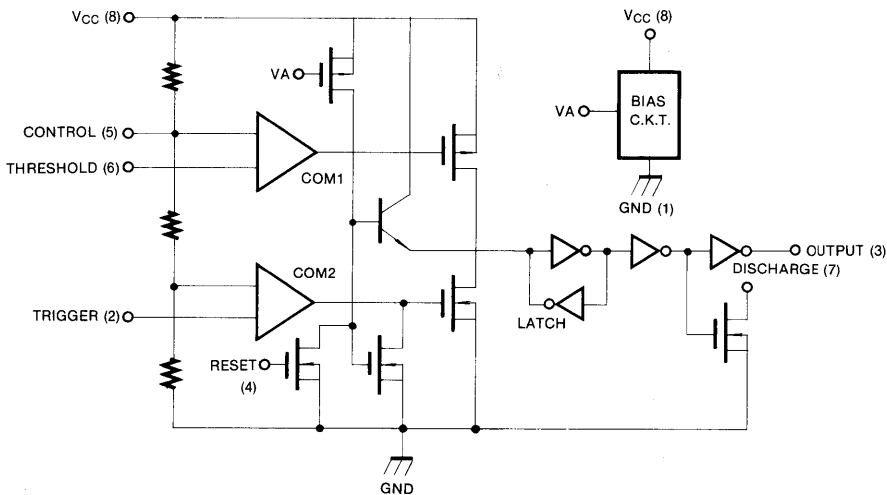 VCC (8)
VCC (8)
VA
BIAS
C.K.T.
VA
CONTROL (5)
THRESHOLD (6)
COM1
GND (1)
OUTPUT (3)
COM2
DISCHARGE (7)
TRIGGER (2)
LATCH
RESET
(4)
GND